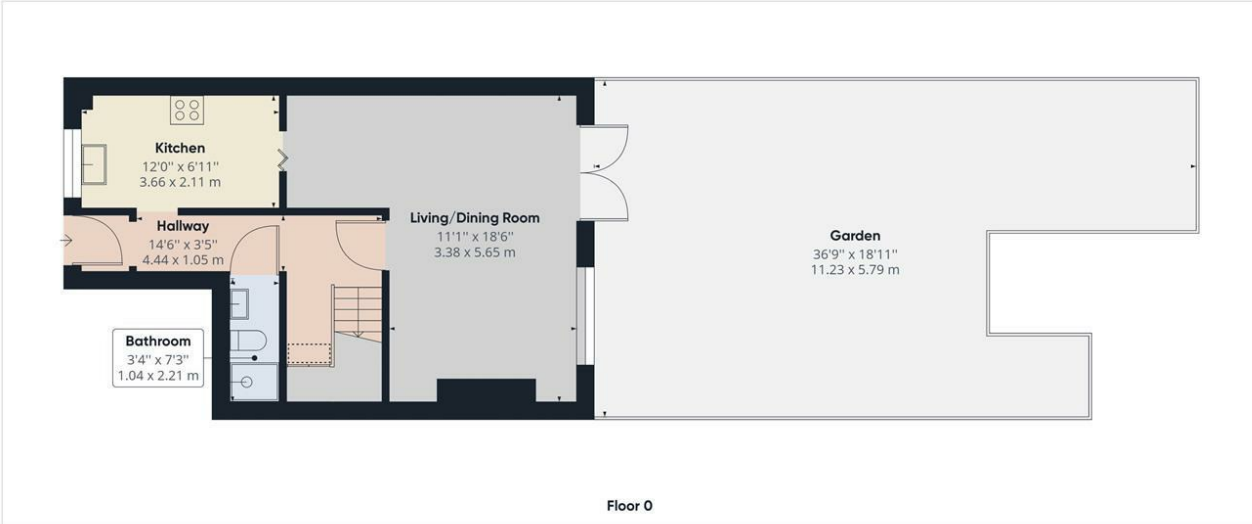 Kitchen
12'0" x 6'11"
3.66 x 2.11 m
Hallway
14'6" x 3'5"
4.44 x 1.05 m
Living/Dining Room
11'1" x 18'6"
3.38 x 5.65 m
Garden
36'9" x 18'11"
11.23 x 5.79 m
Bathroom
3'4" x 7'3"
1.04 x 2.21 m
Floor 0